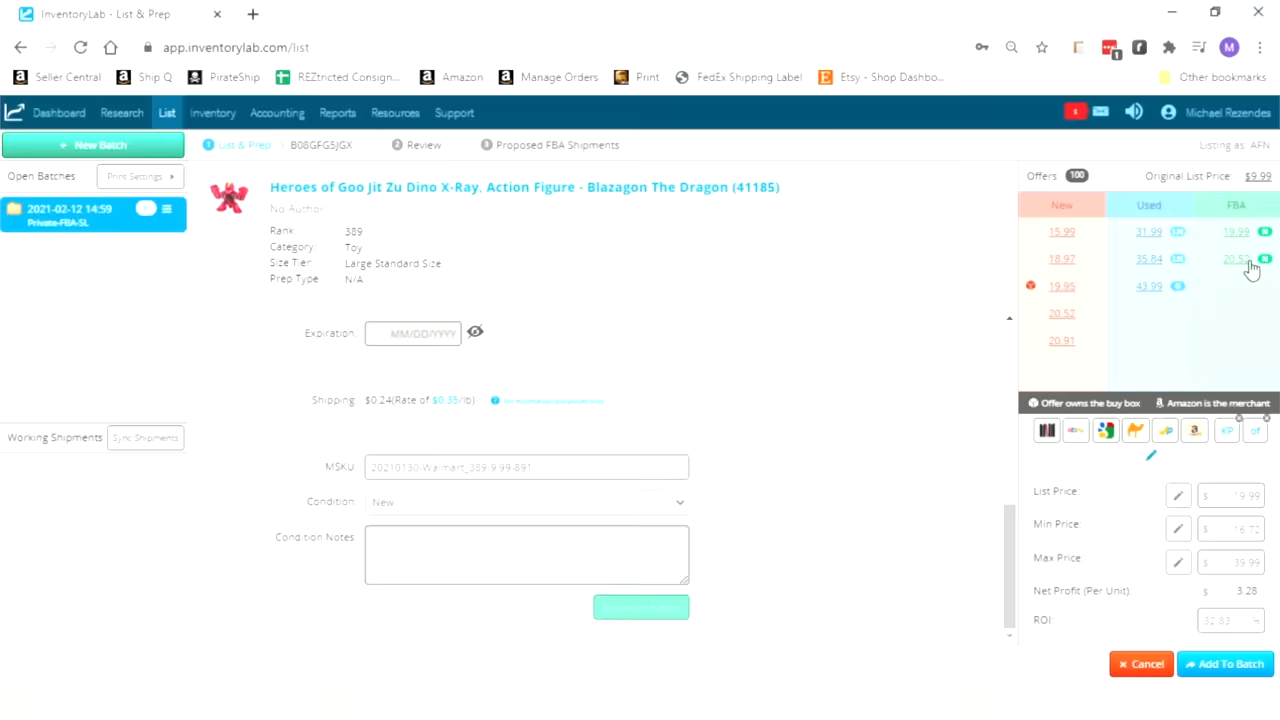 InventoryLab - List & Prep
app.inventorylab.com/list
1
M
Seller Central
Ship Q
PirateShip
REZtricted Consign...
Amazon
Manage Orders
Print
FedEx Shipping Label
Etsy - Shop Dashbo...
Other bookmarks
Dashboard
Research
List
Inventory
Accounting
Reports
Resources
Support
Michael Rezendes
+ New Batch
1 List & Prep
B08GFG5JGX
2 Review
3 Proposed FBA Shipments
Listing as: AFN
Open Batches
Print Settings
2021-02-12 14:59
Private-FBA-SL
Working Shipments
Sync Shipments
Heroes of Goo Jit Zu Dino X-Ray, Action Figure - Blazagon The Dragon (41185)
No Author
Rank: 389
Category: Toy
Size Tier: Large Standard Size
Prep Type N/A
Expiration: MM/DD/YYYY
Shipping: $0.24(Rate of $0.35/lb)
MSKU 20210130-Walmart_389-9.99-891
Condition: New
Condition Notes
Offers 100
Original List Price: $9.99
New Used FBA
15.99 31.99 19.99 N
18.97 35.84 20.52 N
19.95 43.99
20.52
20.91
Offer owns the buy box
Amazon is the merchant
KP
of
List Price: $ 19.99
Min Price: $ 16.72
Max Price: $ 39.99
Net Profit (Per Unit): $ 3.28
ROI: 32.83 %
Cancel
Add To Batch